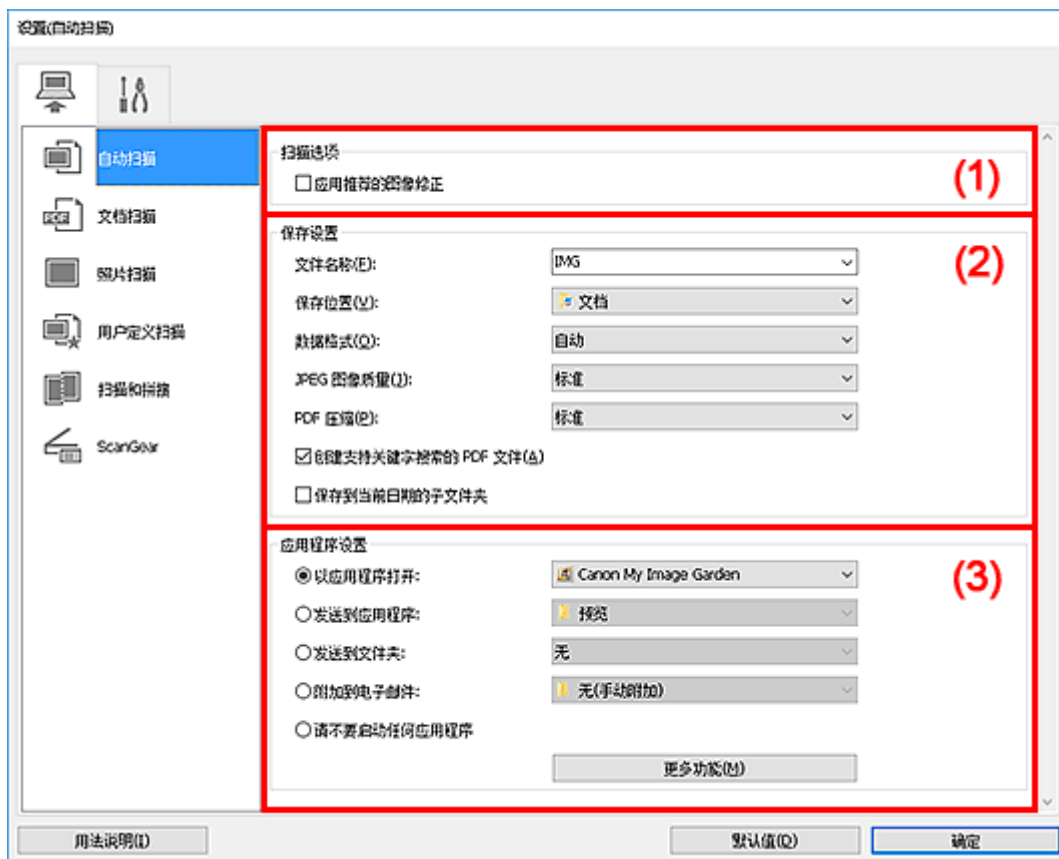 设置(自动扫描)
自动扫描
文档扫描
照片扫描
用户定义扫描
扫描和拼接
ScanGear
扫描选项
应用推荐的图像修正
(1)
保存设置
(2)
文件名称(F): IMG
保存位置(V): 文档
数据格式(O): 自动
JPEG 图像质量(J): 标准
PDF 压缩(P): 标准
创建支持关键字搜索的 PDF 文件(A)
保存到当前日期的子文件夹
应用程序设置
(3)
以应用程序打开: Canon My Image Garden
发送到应用程序: 预览
发送到文件夹: 无
附加到电子邮件: 无(手动附加)
请不要启动任何应用程序
更多功能(M)
用法说明(I)
默认值(D)
确定